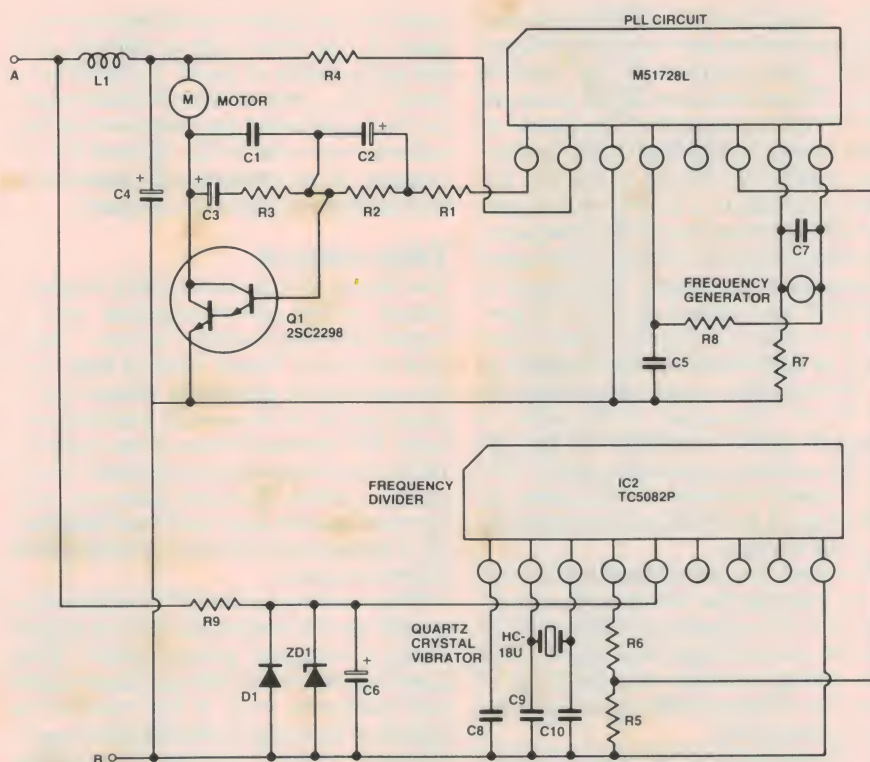 PLL CIRCUIT
M51728L
A
L1
R4
M
MOTOR
C1
C2
+
C4
+
C3
+
R3
R2
R1
C7
FREQUENCY
GENERATOR
Q1
2SC2298
R8
C5
R7
FREQUENCY
DIVIDER
IC2
TC5082P
R9
QUARTZ
CRYSTAL
VIBRATOR
HC-
18U
R6
ZD1
+
D1
C6
C9
R5
C8
C10
B